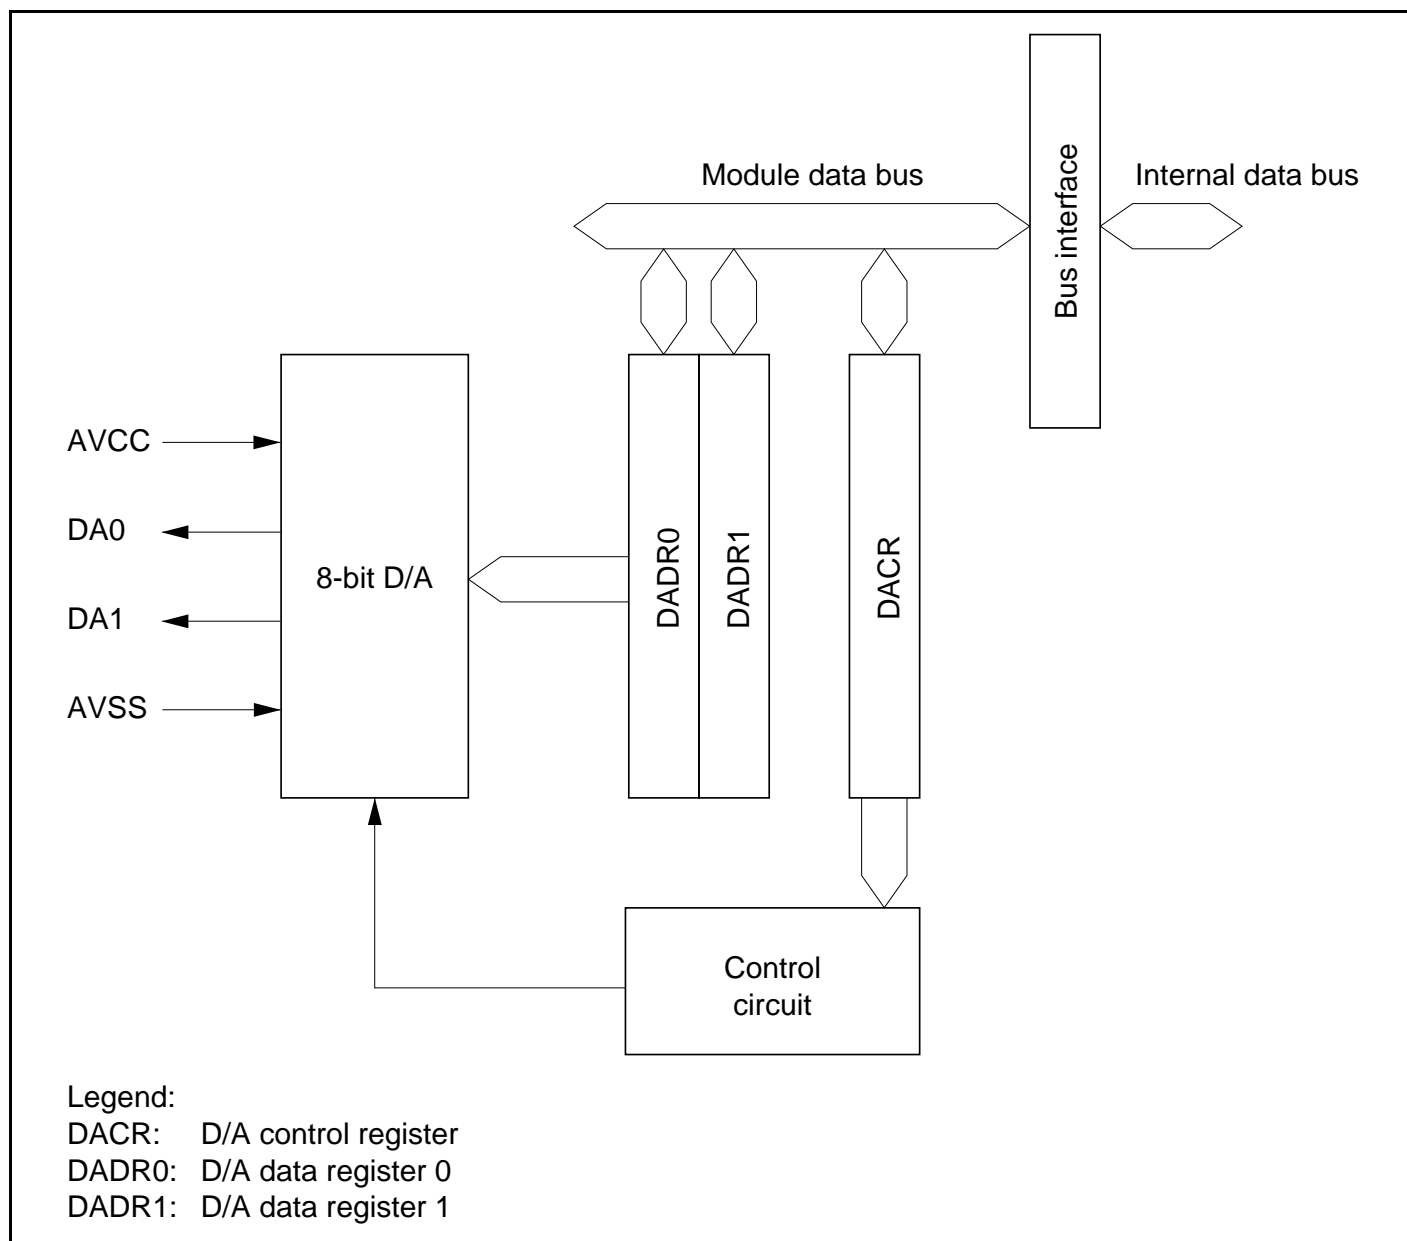 Module data bus
Internal data bus
Bus interface
AVCC
DA0
DA1
AVSS
8-bit D/A
DADR0
DADR1
DACR
Control
circuit
Legend:
DACR: D/A control register
DADR0: D/A data register 0
DADR1: D/A data register 1